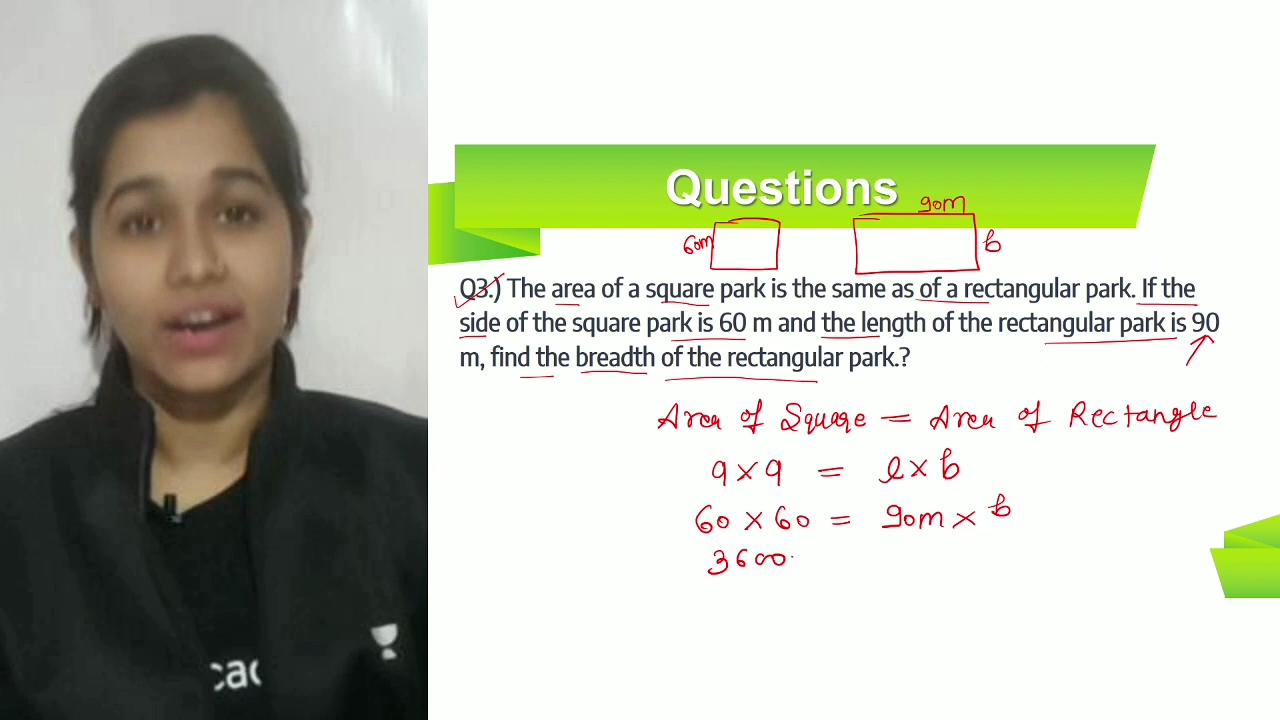 Questions
90m
60m
b
Q3.) The area of a square park is the same as of a rectangular park. If the
side of the square park is 60 m and the length of the rectangular park is 90
m, find the breadth of the rectangular park.?
Area of Square = Area of Rectangle
a × a = l × b
60 × 60 = 90m × b
3600
cad